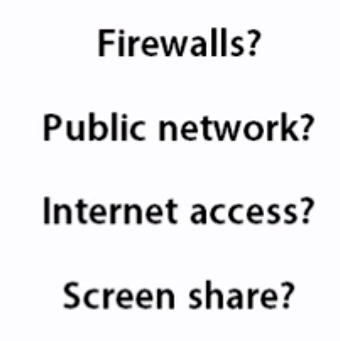 Firewalls?
Public network?
Internet access?
Screen share?